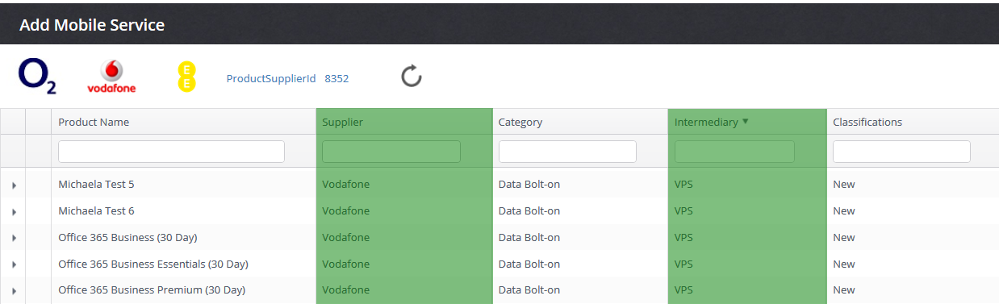 Add Mobile Service
O2 vodafone EE ProductSupplierId 8352
Product Name Supplier Category Intermediary Classifications
Michaela Test 5 Vodafone Data Bolt-on VPS New
Michaela Test 6 Vodafone Data Bolt-on VPS New
Office 365 Business (30 Day) Vodafone Data Bolt-on VPS New
Office 365 Business Essentials (30 Day) Vodafone Data Bolt-on VPS New
Office 365 Business Premium (30 Day) Vodafone Data Bolt-on VPS New